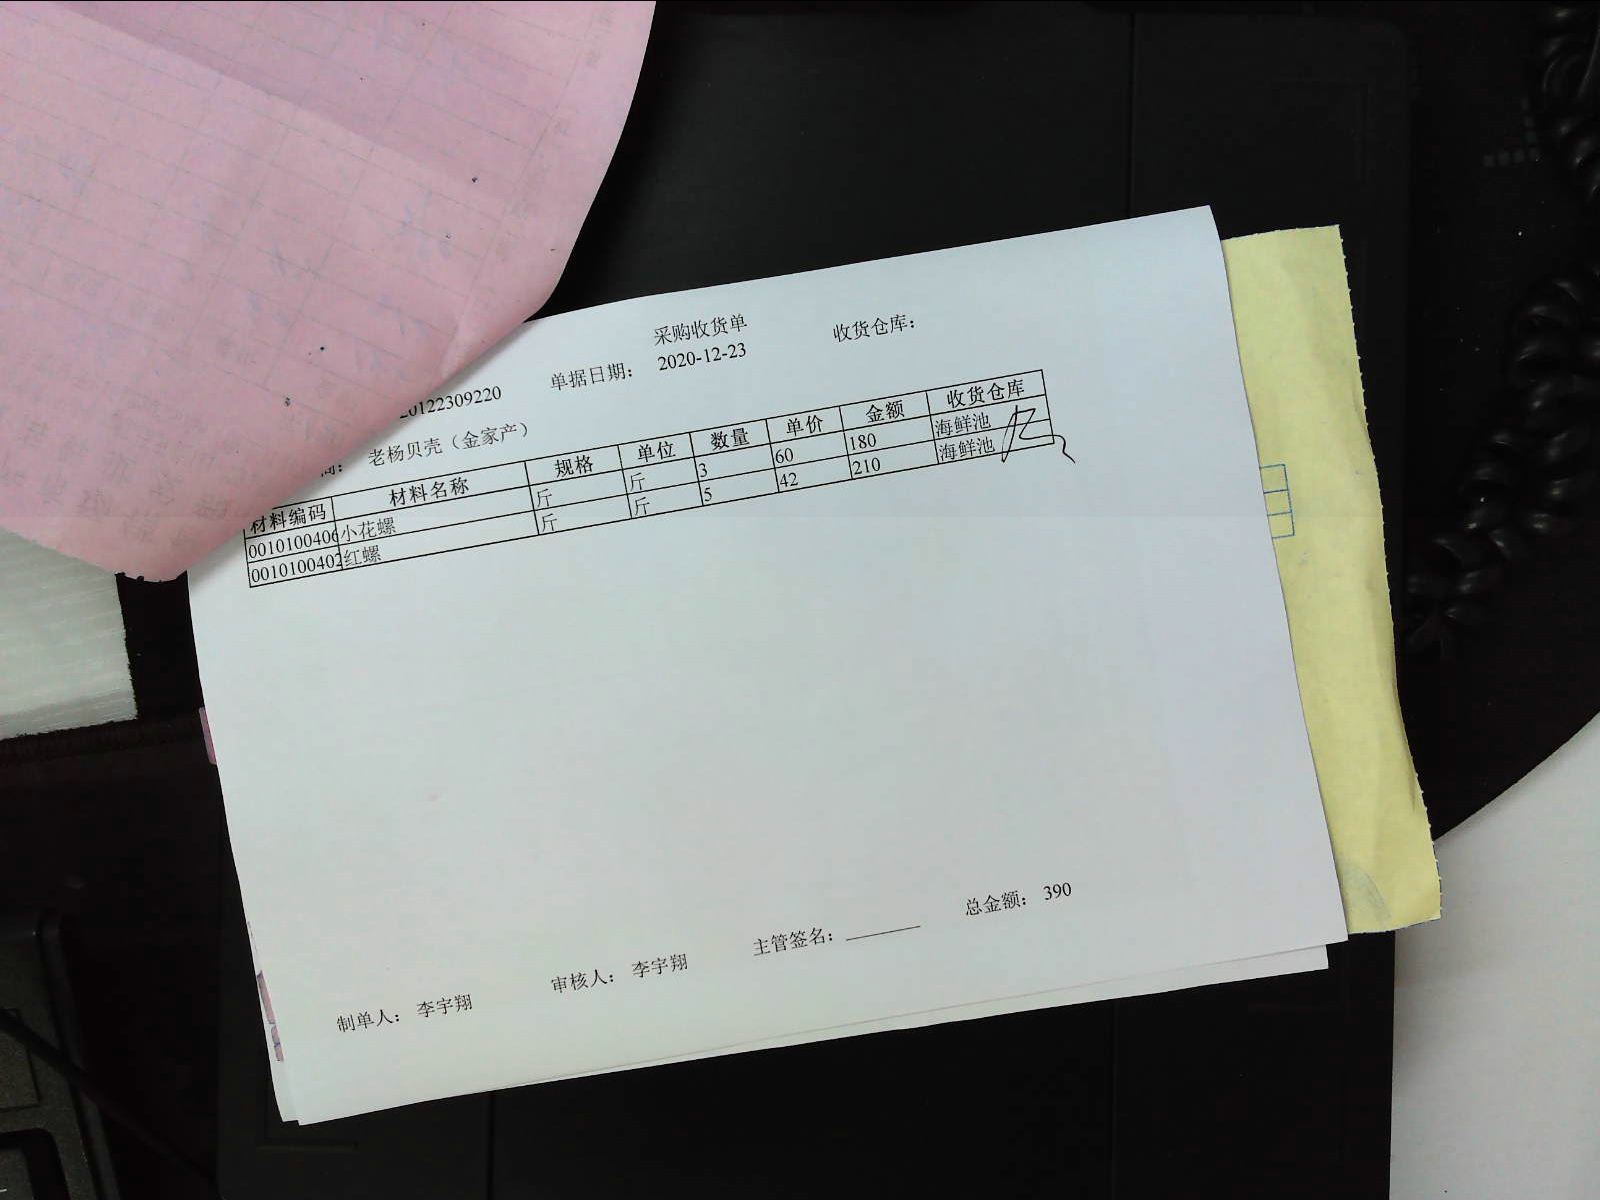 采购收货单
收货仓库：
20122309220 单据日期： 2020-12-23
老杨贝壳（金家产）
材料编码 材料名称 规格 单位 数量 单价 金额 收货仓库
0010100406 小花螺 斤 斤 3 60 180 海鲜池
0010100402 红螺 斤 斤 5 42 210 海鲜池
制单人： 李宇翔 审核人： 李宇翔 主管签名： 总金额： 390